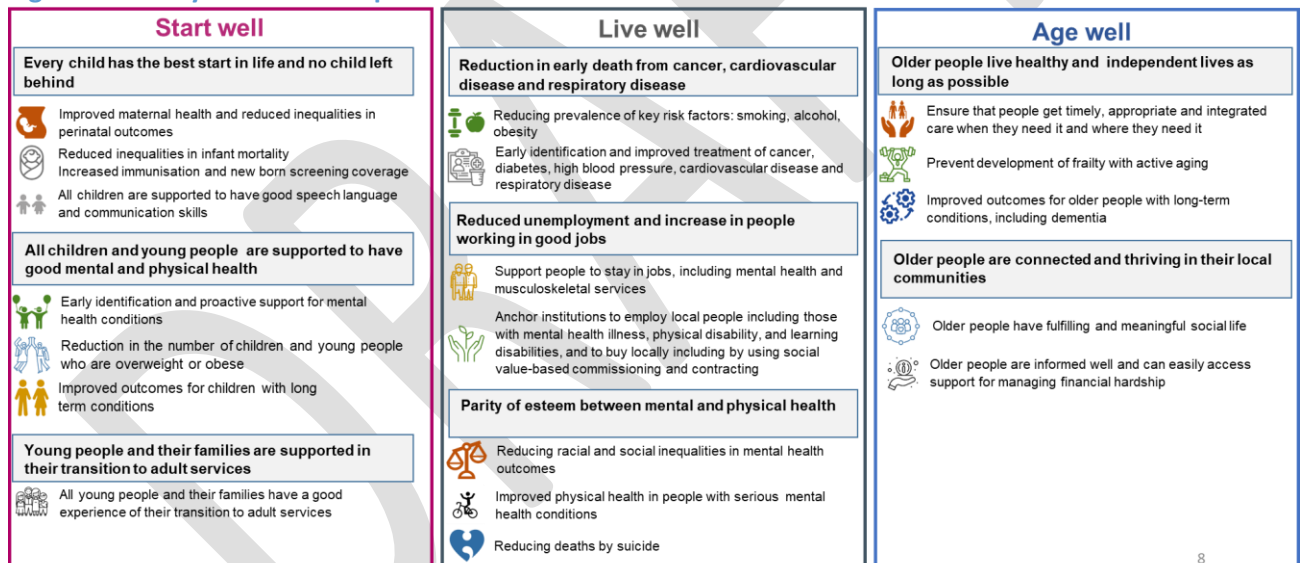 Start well
Every child has the best start in life and no child left
behind
Improved maternal health and reduced inequalities in
perinatal outcomes
Reduced inequalities in infant mortality
Increased immunisation and new born screening coverage
All children are supported to have good speech language
and communication skills
All children and young people are supported to have
good mental and physical health
Early identification and proactive support for mental
health conditions
Reduction in the number of children and young people
who are overweight or obese
Improved outcomes for children with long
term conditions
Young people and their families are supported in
their transition to adult services
All young people and their families have a good
experience of their transition to adult services
Live well
Reduction in early death from cancer, cardiovascular
disease and respiratory disease
Reducing prevalence of key risk factors: smoking, alcohol,
obesity
Early identification and improved treatment of cancer,
diabetes, high blood pressure, cardiovascular disease and
respiratory disease
Reduced unemployment and increase in people
working in good jobs
Support people to stay in jobs, including mental health and
musculoskeletal services
Anchor institutions to employ local people including those
with mental health illness, physical disability, and learning
disabilities, and to buy locally including by using social
value-based commissioning and contracting
Parity of esteem between mental and physical health
Reducing racial and social inequalities in mental health
outcomes
Improved physical health in people with serious mental
health conditions
Reducing deaths by suicide
Age well
Older people live healthy and independent lives as
long as possible
Ensure that people get timely, appropriate and integrated
care when they need it and where they need it
Prevent development of frailty with active aging
Improved outcomes for older people with long-term
conditions, including dementia
Older people are connected and thriving in their local
communities
Older people have fulfilling and meaningful social life
Older people are informed well and can easily access
support for managing financial hardship
8